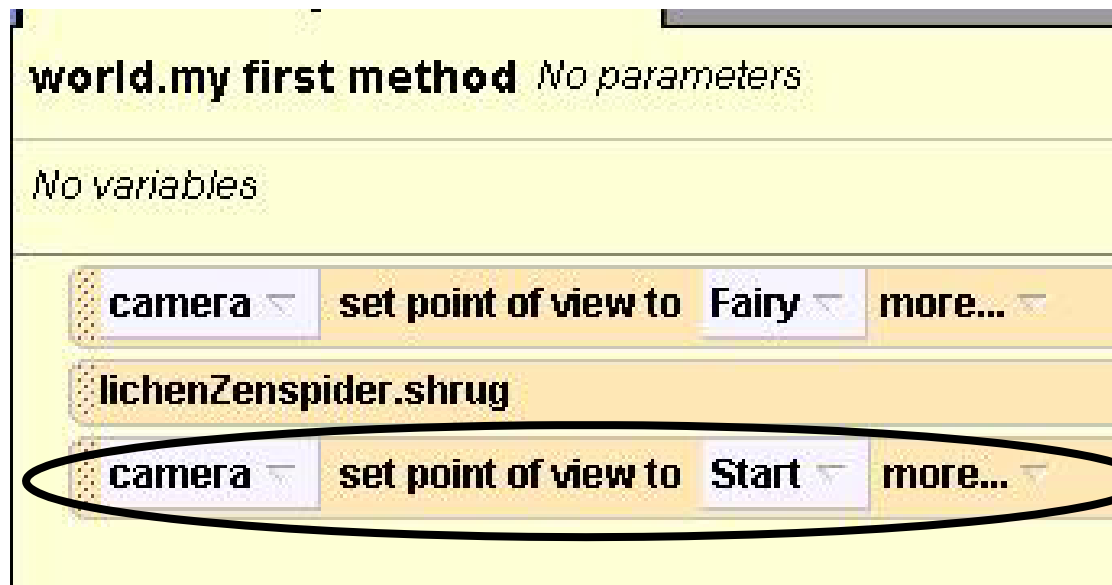 world.my first method No parameters
No variables
camera set point of view to Fairy more...
lichenZenspider.shrug
camera set point of view to Start more...